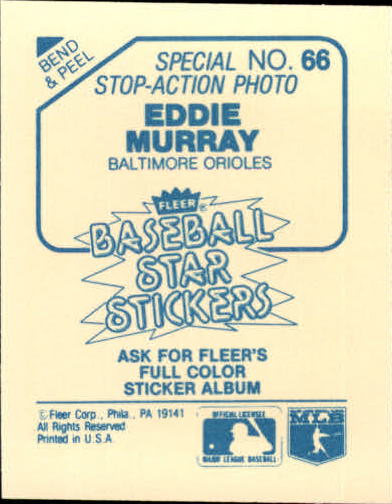 BEND
& PEEL
SPECIAL NO. 66
STOP-ACTION PHOTO
EDDIE
MURRAY
BALTIMORE ORIOLES
FLEER®
BASEBALL
STAR
STICKERS
ASK FOR FLEER'S
FULL COLOR
STICKER ALBUM
© Fleer Corp., Phila., PA 19141
All Rights Reserved
Printed in U.S.A.
OFFICIAL LICENSEE
MAJOR LEAGUE BASEBALL